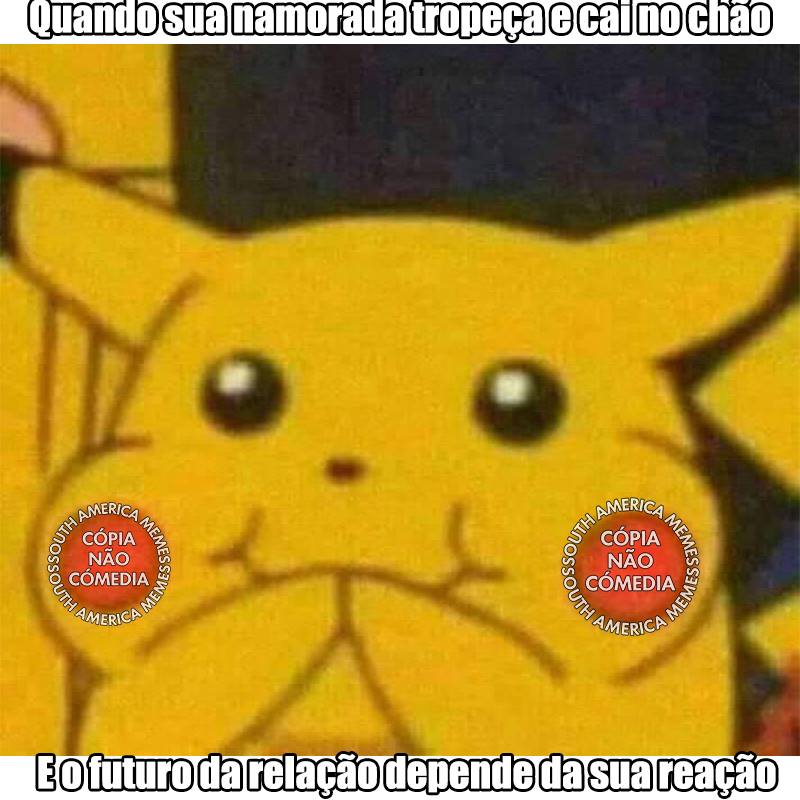 Quando sua namorada tropeça e cai no chão
SOUTH AMERICA MEMES
CÓPIA
NÃO
CÓMEDIA
SOUTH AMERICA MEMES
SOUTH AMERICA MEMES
CÓPIA
NÃO
CÓMEDIA
SOUTH AMERICA MEMES
E o futuro da relação depende da sua reação